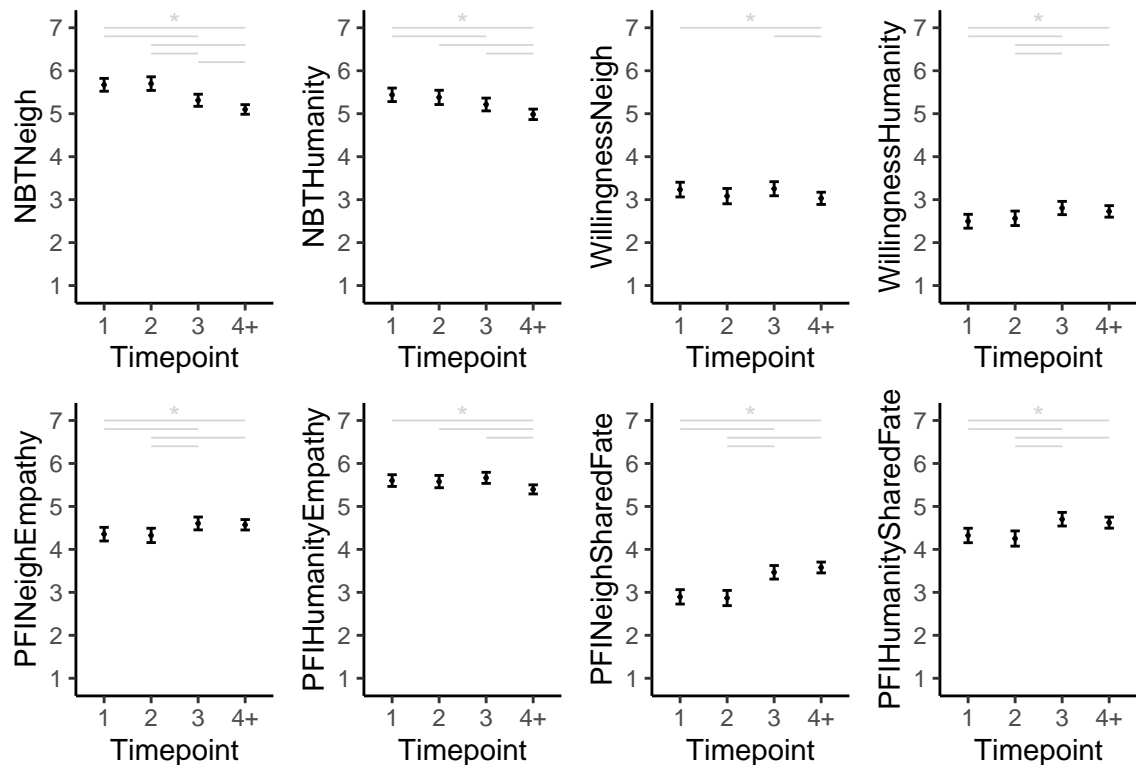 NBTNeigh
7
6
5
4
3
2
1
*
1 2 3 4+
Timepoint
NBTHumanity
7
6
5
4
3
2
1
*
1 2 3 4+
Timepoint
WillingnessNeigh
7
6
5
4
3
2
1
*
1 2 3 4+
Timepoint
WillingnessHumanity
7
6
5
4
3
2
1
*
1 2 3 4+
Timepoint
PFINeighEmpathy
7
6
5
4
3
2
1
*
1 2 3 4+
Timepoint
PFIHumanityEmpathy
7
6
5
4
3
2
1
*
1 2 3 4+
Timepoint
PFINeighSharedFate
7
6
5
4
3
2
1
*
1 2 3 4+
Timepoint
PFIHumanitySharedFate
7
6
5
4
3
2
1
*
1 2 3 4+
Timepoint